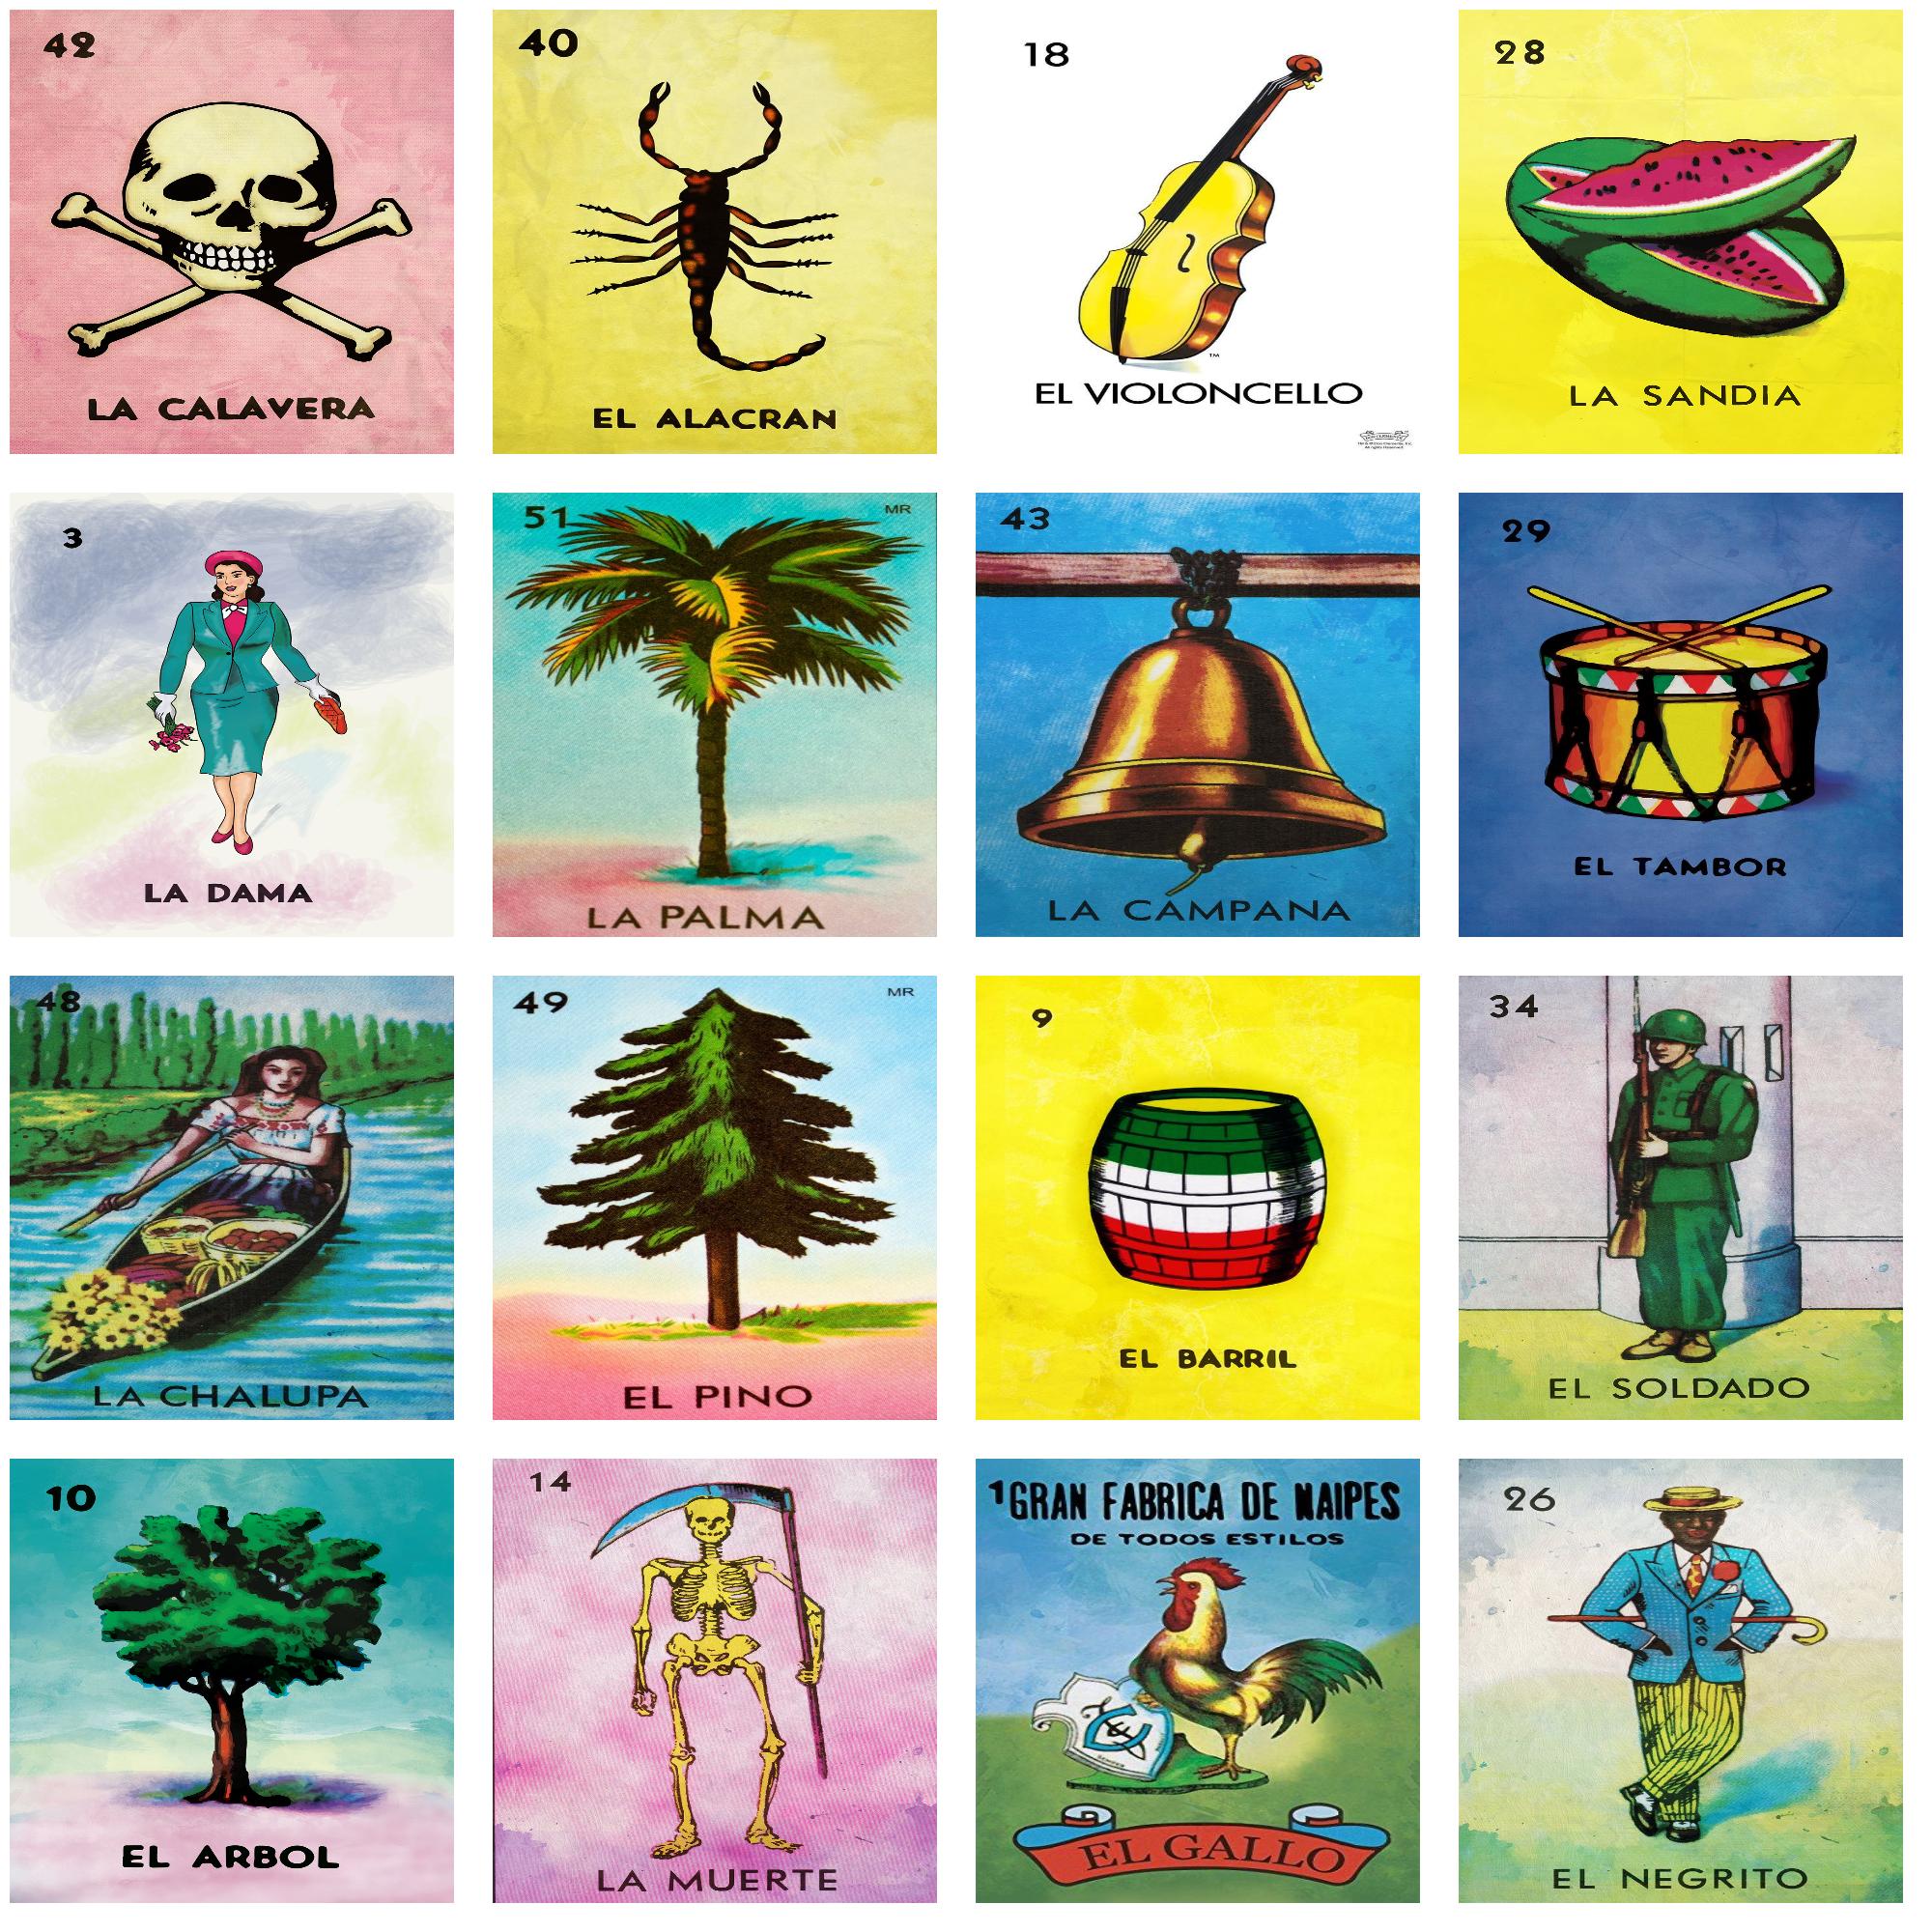 42
LA CALAVERA
40
EL ALACRAN
18
™
EL VIOLONCELLO
28
LA SANDIA
3
LA DAMA
51
MR
LA PALMA
43
LA CAMPANA
29
EL TAMBOR
48
LA CHALUPA
49
MR
EL PINO
9
EL BARRIL
34
EL SOLDADO
10
EL ARBOL
14
LA MUERTE
1 GRAN FABRICA DE NAIPES
DE TODOS ESTILOS
EL GALLO
26
EL NEGRITO